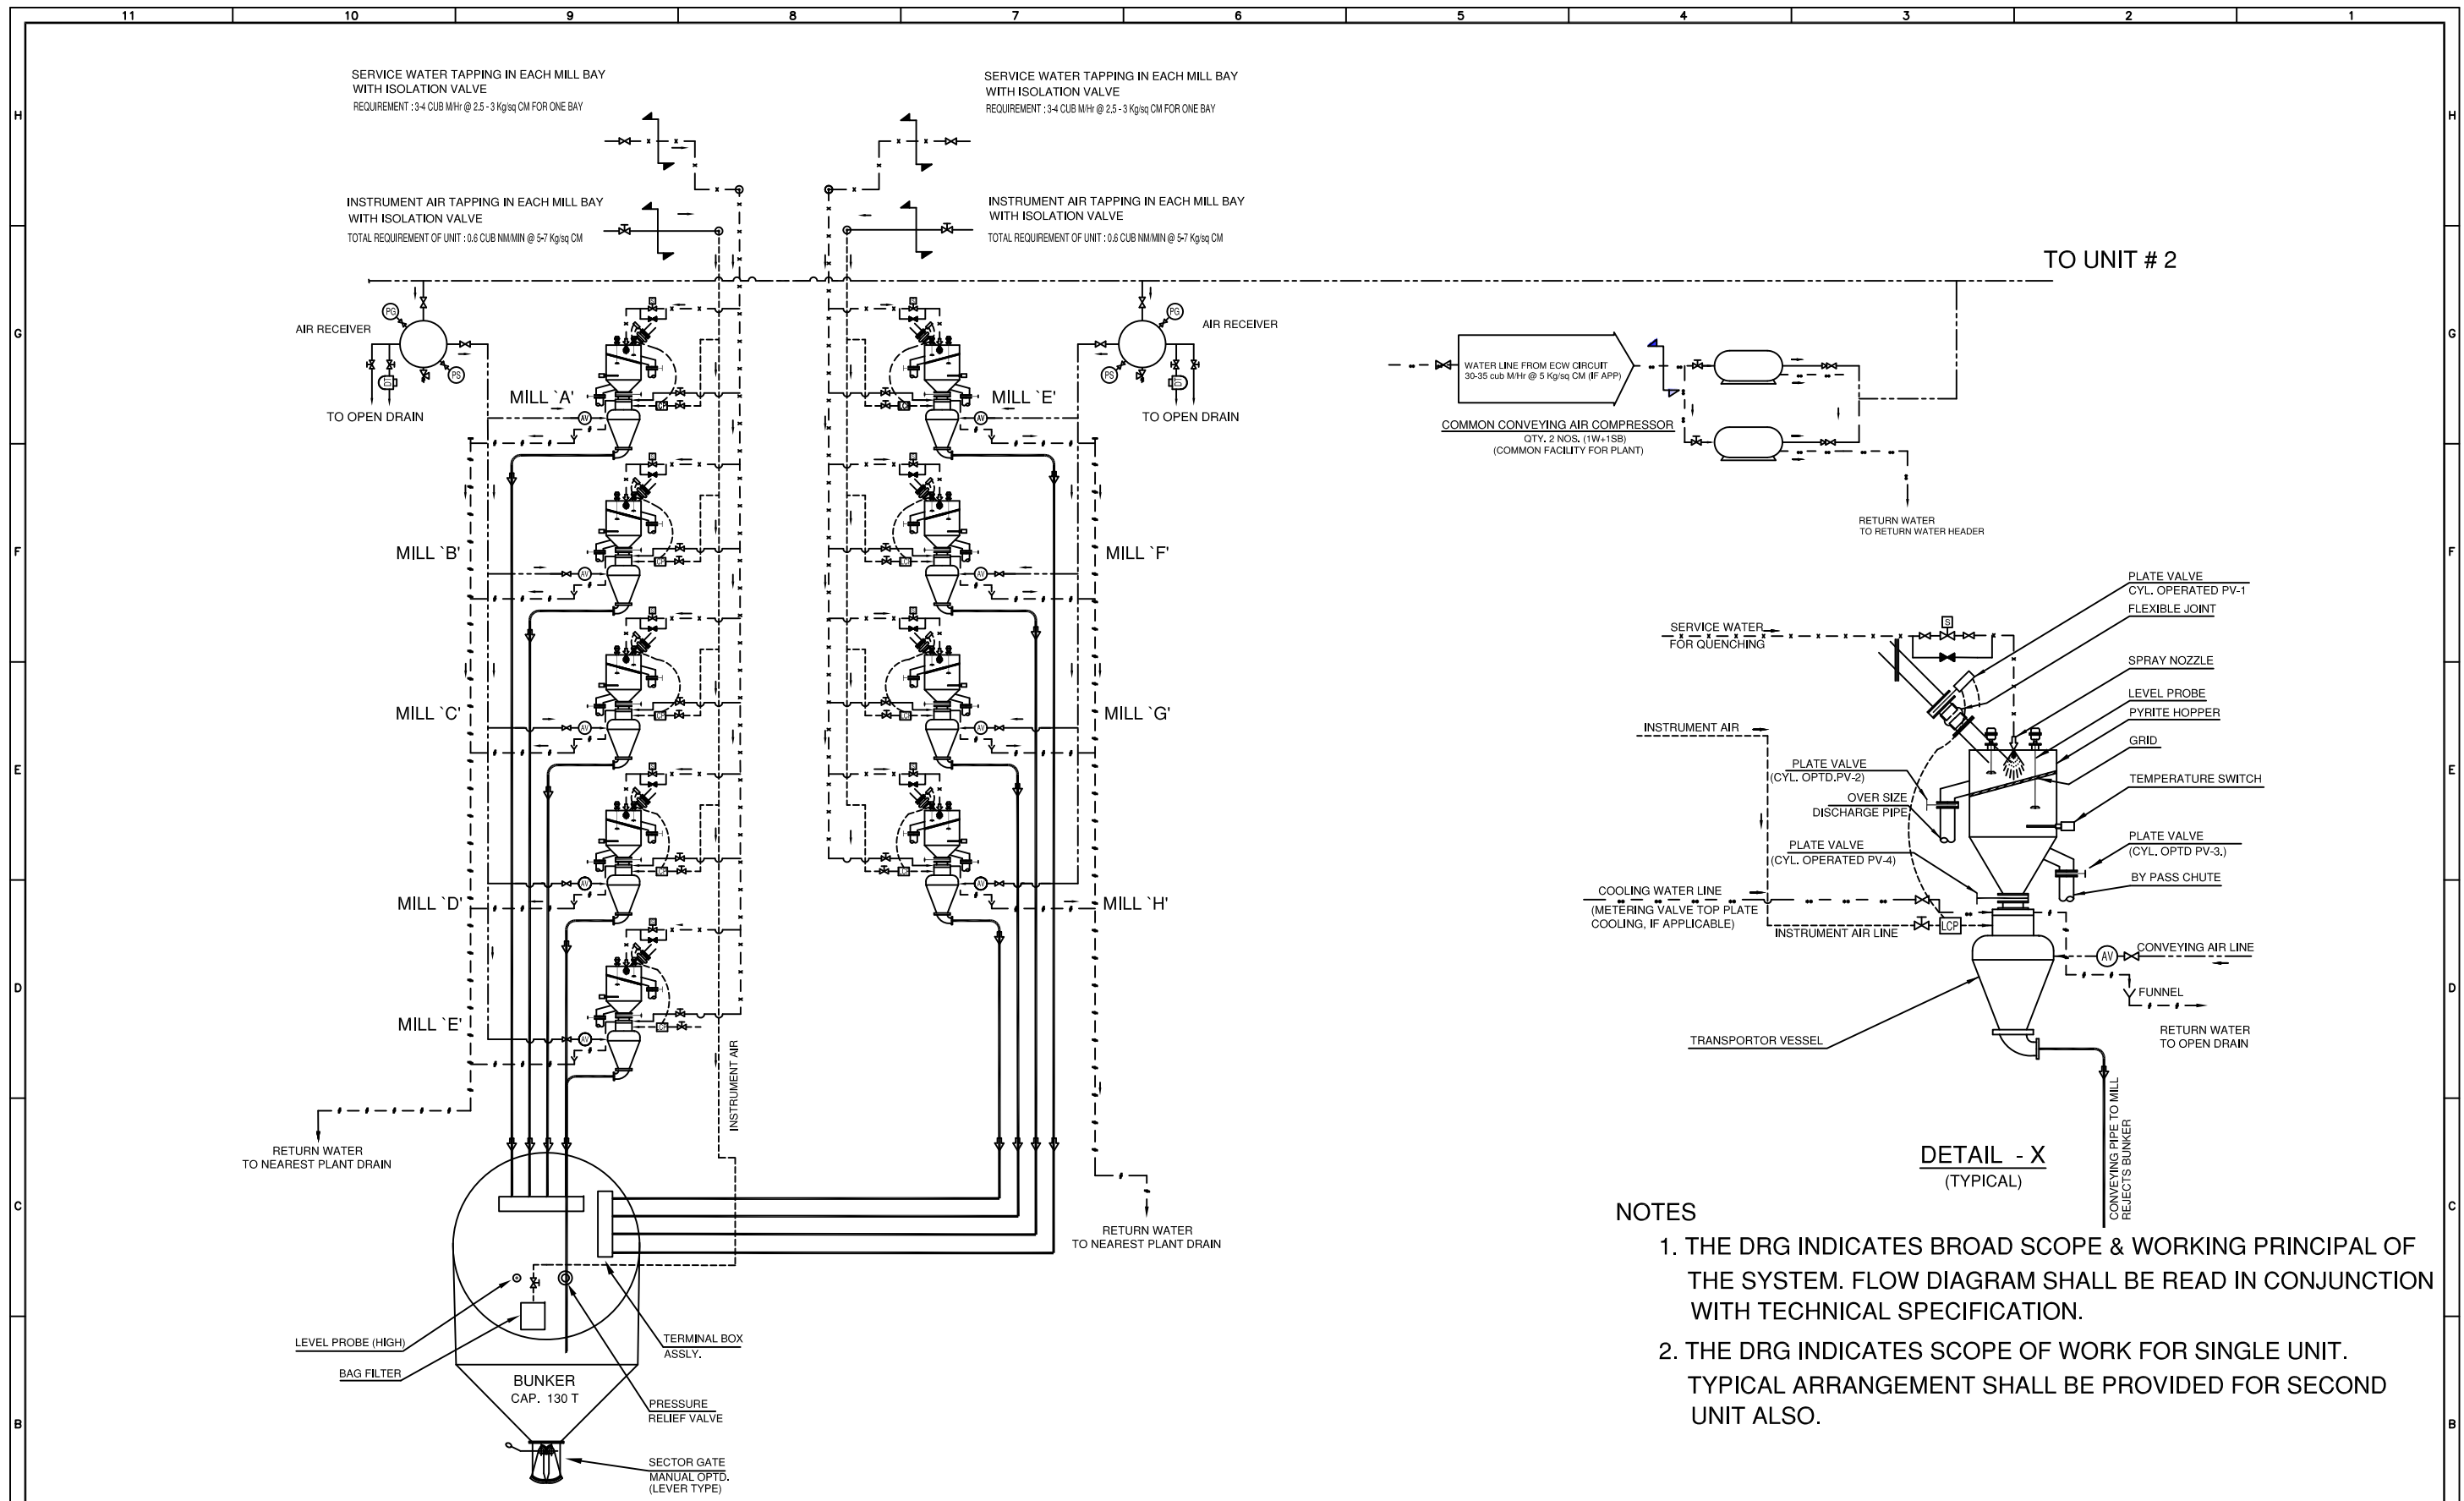 11 10 9 8 7 6 5 4 3 2 1
H H
G G
F F
E E
D D
C C
B B
SERVICE WATER TAPPING IN EACH MILL BAY
WITH ISOLATION VALVE
REQUIREMENT : 3-4 CUB M/Hr @ 2.5 - 3 Kg/sq CM FOR ONE BAY
SERVICE WATER TAPPING IN EACH MILL BAY
WITH ISOLATION VALVE
REQUIREMENT : 3-4 CUB M/Hr @ 2.5 - 3 Kg/sq CM FOR ONE BAY
INSTRUMENT AIR TAPPING IN EACH MILL BAY
WITH ISOLATION VALVE
TOTAL REQUIREMENT OF UNIT : 0.6 CUB NM/MIN @ 5-7 Kg/sq CM
INSTRUMENT AIR TAPPING IN EACH MILL BAY
WITH ISOLATION VALVE
TOTAL REQUIREMENT OF UNIT : 0.6 CUB NM/MIN @ 5-7 Kg/sq CM
TO UNIT # 2
AIR RECEIVER
PG
PS
TO OPEN DRAIN
AIR RECEIVER
PG
PS
TO OPEN DRAIN
MILL `A'
MILL `B'
MILL `C'
MILL `D'
MILL `E'
MILL `E'
MILL `F'
MILL `G'
MILL `H'
AV
AV
AV
AV
AV
AV
AV
AV
AV
WATER LINE FROM ECW CIRCUIT
30-35 cub M/Hr @ 5 Kg/sq CM (IF APP)
COMMON CONVEYING AIR COMPRESSOR
QTY. 2 NOS. (1W+1SB)
(COMMON FACILITY FOR PLANT)
RETURN WATER
TO RETURN WATER HEADER
INSTRUMENT AIR
RETURN WATER
TO NEAREST PLANT DRAIN
RETURN WATER
TO NEAREST PLANT DRAIN
LEVEL PROBE (HIGH)
BAG FILTER
TERMINAL BOX
ASSLY.
BUNKER
CAP. 130 T
PRESSURE
RELIEF VALVE
SECTOR GATE
MANUAL OPTD.
(LEVER TYPE)
PLATE VALVE
CYL. OPERATED PV-1
FLEXIBLE JOINT
SERVICE WATER
FOR QUENCHING
S
SPRAY NOZZLE
LEVEL PROBE
PYRITE HOPPER
INSTRUMENT AIR
GRID
PLATE VALVE
(CYL. OPTD.PV-2)
TEMPERATURE SWITCH
OVER SIZE
DISCHARGE PIPE
PLATE VALVE
(CYL. OPTD PV-3.)
PLATE VALVE
(CYL. OPERATED PV-4)
BY PASS CHUTE
COOLING WATER LINE
(METERING VALVE TOP PLATE
COOLING, IF APPLICABLE)
INSTRUMENT AIR LINE
LCP
AV
CONVEYING AIR LINE
FUNNEL
RETURN WATER
TO OPEN DRAIN
TRANSPORTOR VESSEL
CONVEYING PIPE TO MILL
REJECTS BUNKER
DETAIL - X
(TYPICAL)
NOTES
1. THE DRG INDICATES BROAD SCOPE & WORKING PRINCIPAL OF
THE SYSTEM. FLOW DIAGRAM SHALL BE READ IN CONJUNCTION
WITH TECHNICAL SPECIFICATION.
2. THE DRG INDICATES SCOPE OF WORK FOR SINGLE UNIT.
TYPICAL ARRANGEMENT SHALL BE PROVIDED FOR SECOND
UNIT ALSO.